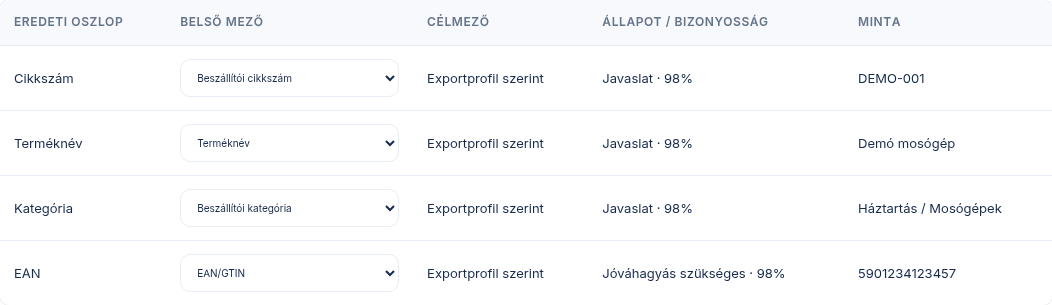 EREDETI OSZLOP BELSŐ MEZŐ CÉLMEZŐ ÁLLAPOT / BIZONYOSSÁG MINTA
Cikkszám Beszállítói cikkszám Exportprofil szerint Javaslat · 98% DEMO-001
Terméknév Terméknév Exportprofil szerint Javaslat · 98% Demó mosógép
Kategória Beszállítói kategória Exportprofil szerint Javaslat · 98% Háztartás / Mosógépek
EAN EAN/GTIN Exportprofil szerint Jóváhagyás szükséges · 98% 5901234123457